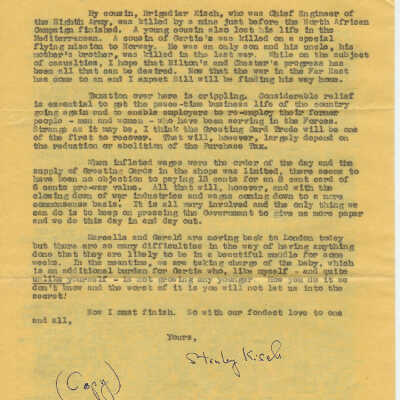 My cousin, Brigadier Kisch, who was Chief Engineer of
the Eighth Army, was killed by a mine just before the North African
Campaign finished. A young cousin also lost his life in the
Mediterranean. A cousin of Gertie's was killed on a special
flying mission to Norway. He was an only son and his uncle, his
mother's brother, was killed in the last war. While on the subject
of casualties, I hope that Hilton's and Chester's progress has
been all that can be desired. Now that the war in the Far East
has come to an end I expect Bill will be finding his way home.
Taxation over here is crippling. Considerable relief
is essential to get the peace-time business life of the country
going again and to enable employers to re-employ their former
people - men and women - who have been serving in the Forces.
Strange as it may be, I think the Greeting Card Trade will be one
of the first to recover. That will, however, largely depend on
the reduction or abolition of the Purchase Tax.
When inflated wages were the order of the day and the
supply of Greeting Cards in the shops was limited, there seems to
have been no objection to paying 15 cents for an 8 cent card of
6 cents pre-war value. All that will, however, end with the
closing down of war industries and wages coming down to a more
commonsense basis. It is all very involved and the only thing we
can do is to keep on pressing the Government to give us more paper
and we do this day in and day out.
Marcella and Gerald are moving back to London today
but there are so many difficulties in the way of having anything
done that they are likely to be in a beautiful muddle for some
weeks. In the meantime, we are taking charge of the baby, which
is an additional burden for Gertie who, like myself - and quite
unlike yourself - is not growing any younger. How you do it we
don't know and the worst of it is you will not let us into the
secret!
Now I must finish. So with our fondest love to one
and all,
Yours,
Stanley Kisch
(Copy)